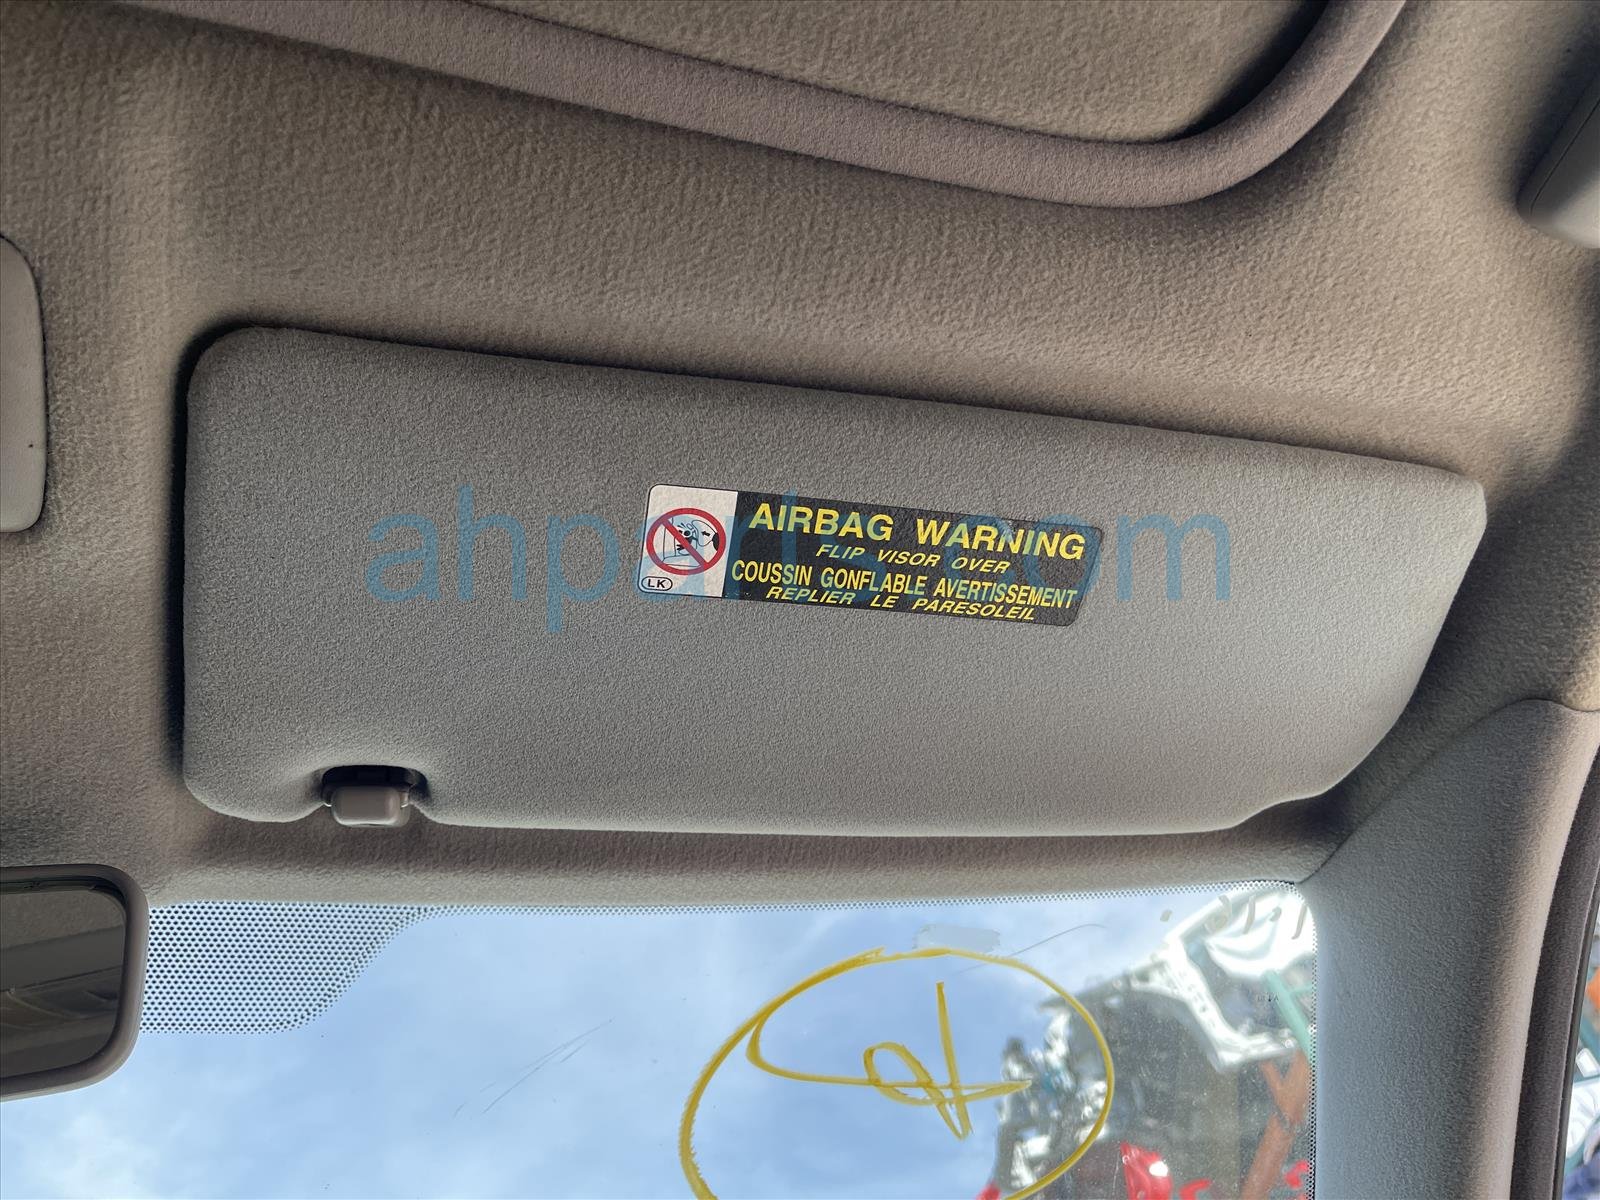 AIRBAG WARNING
FLIP VISOR OVER
COUSSIN GONFLABLE AVERTISSEMENT
REPLIER LE PARESOLEIL
LK
ahparts.com